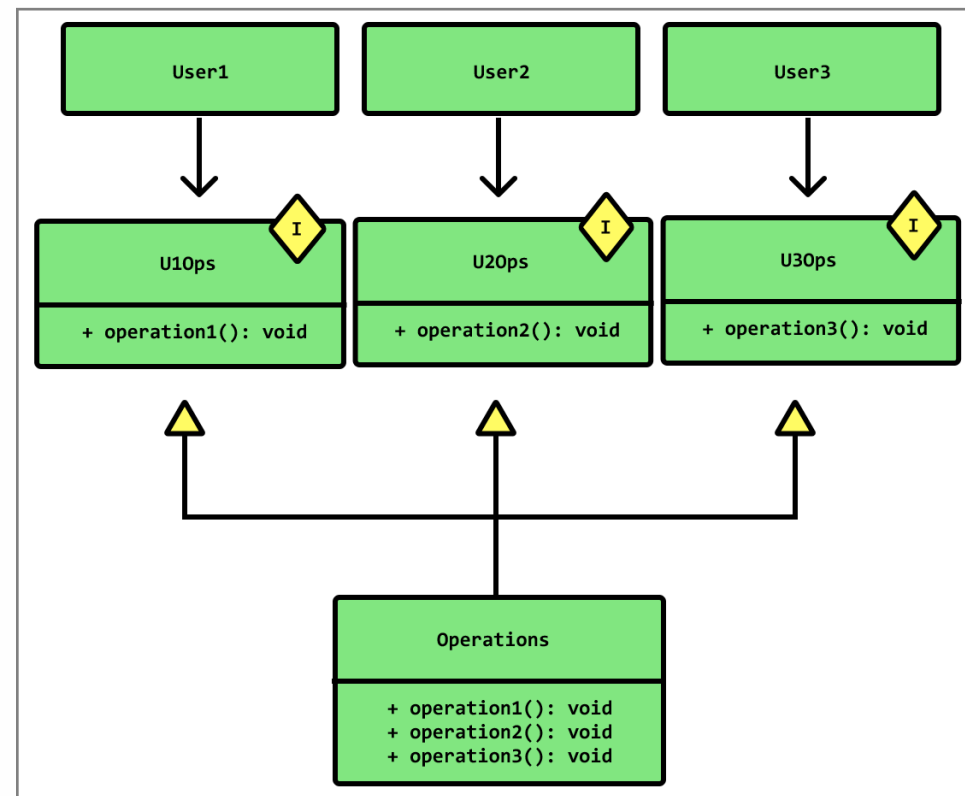 User1
User2
User3
I
I
I
U1Ops
U2Ops
U3Ops
+ operation1(): void
+ operation2(): void
+ operation3(): void
Operations
+ operation1(): void
+ operation2(): void
+ operation3(): void